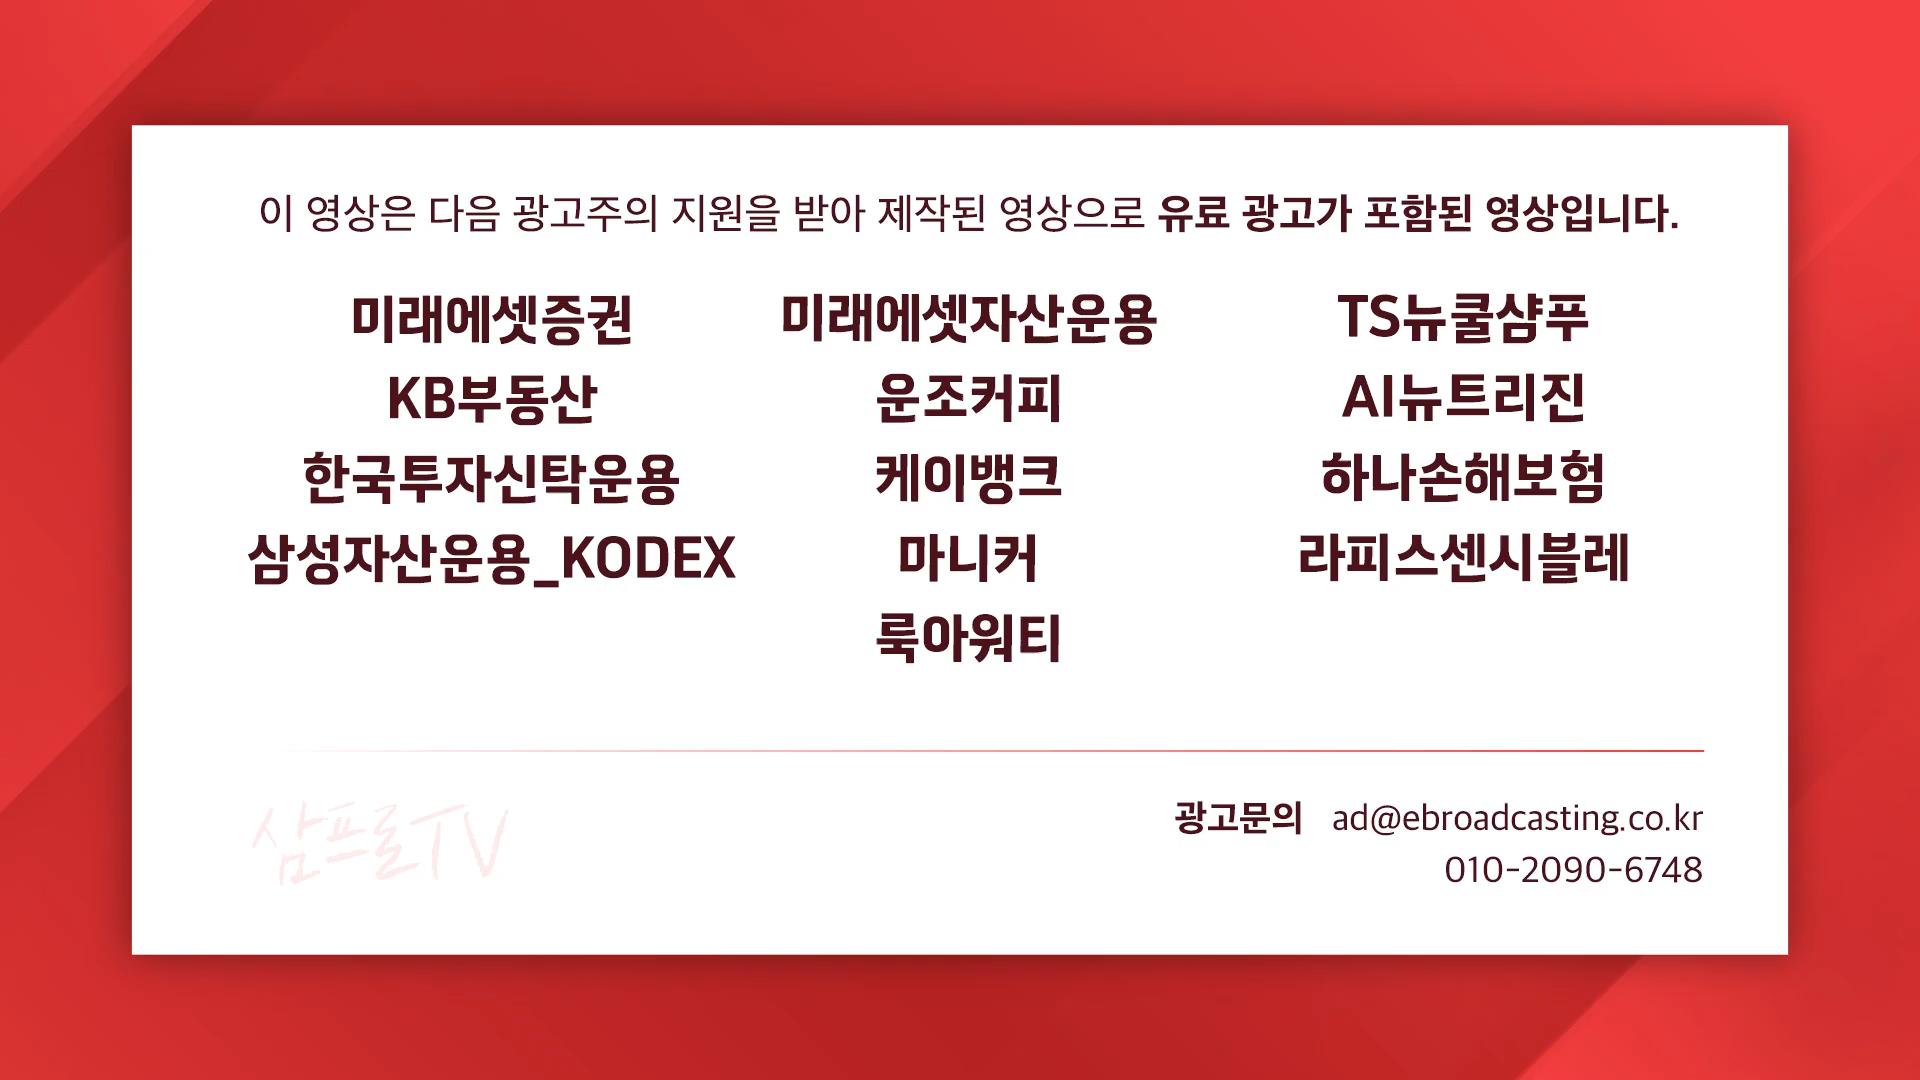 이 영상은 다음 광고주의 지원을 받아 제작된 영상으로 유료 광고가 포함된 영상입니다.
미래에셋증권 미래에셋자산운용 TS뉴쿨샴푸
KB부동산 운조커피 AI뉴트리진
한국투자신탁운용 케이뱅크 하나손해보험
삼성자산운용_KODEX 마니커 라피스센시블레
룩아워티
삼프로TV
광고문의 ad@ebroadcasting.co.kr
010-2090-6748